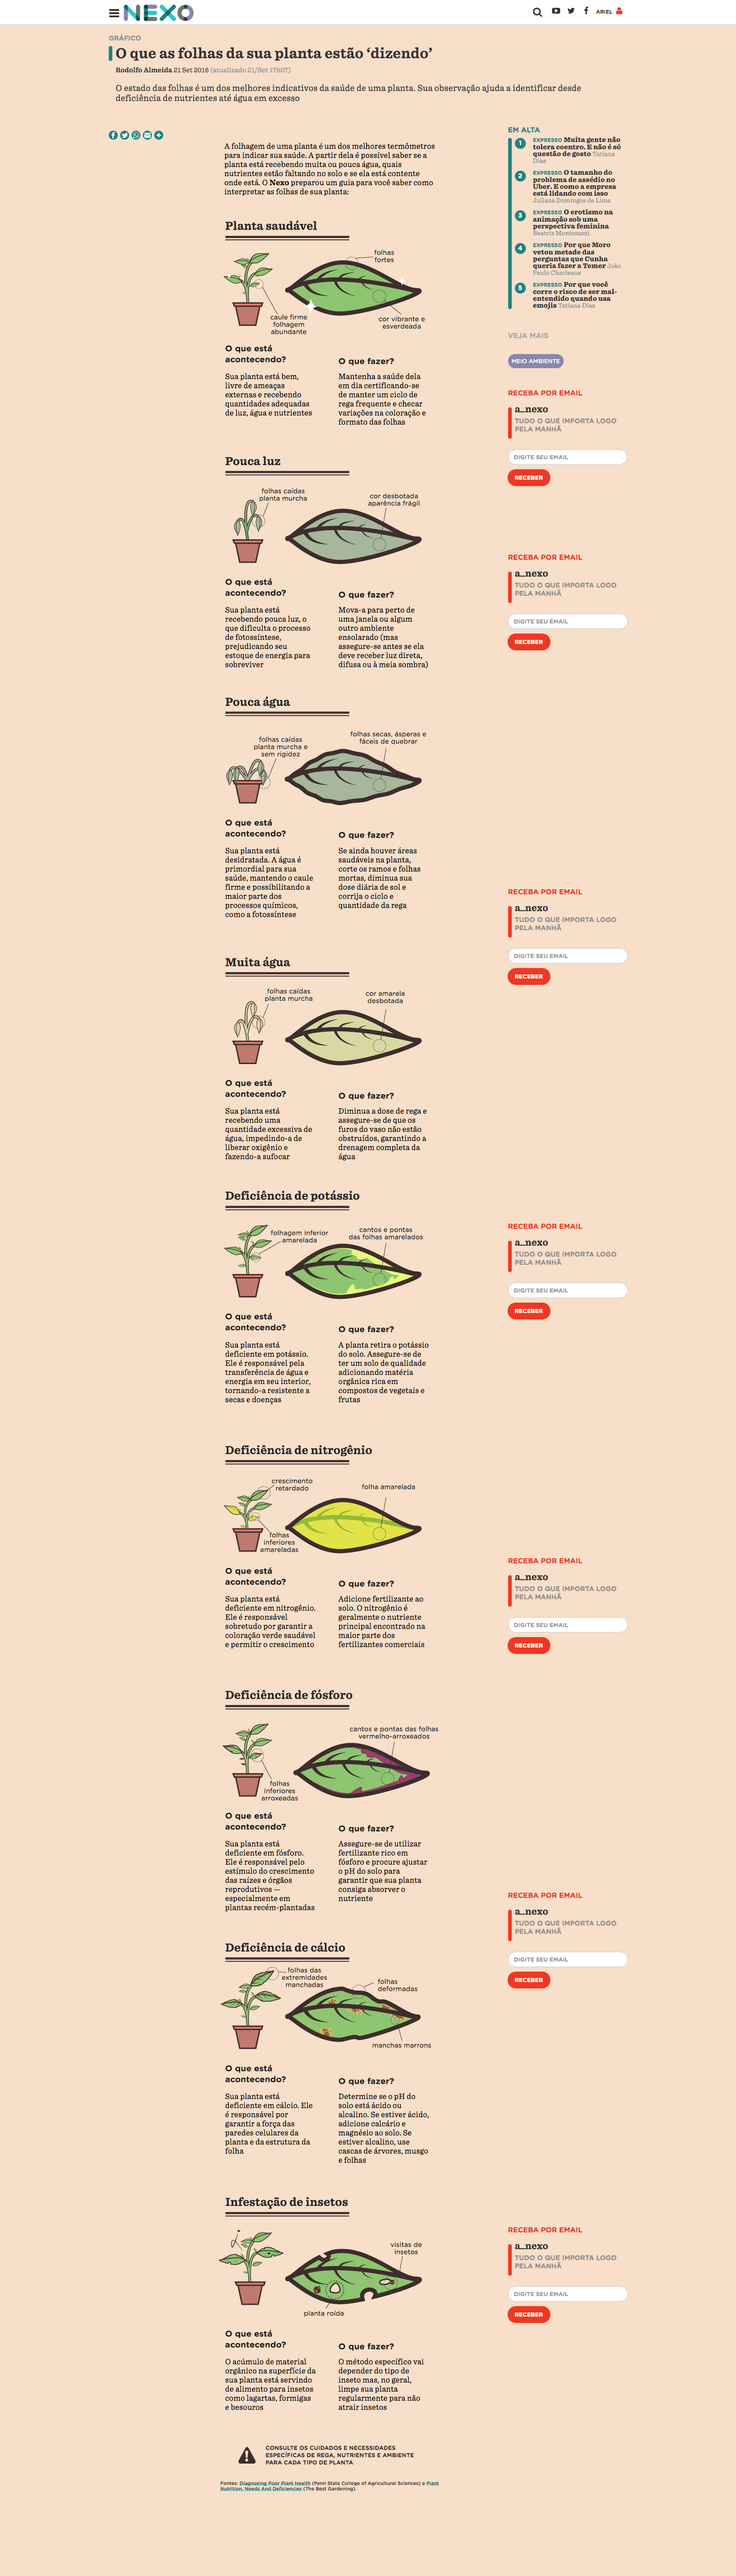 NEXO
ARIEL
GRÁFICO
O que as folhas da sua planta estão ‘dizendo’
Rodolfo Almeida 21 Set 2016 (atualizado 21/Set 17h07)
O estado das folhas é um dos melhores indicativos da saúde de uma planta. Sua observação ajuda a identificar desde
deficiência de nutrientes até água em excesso
A folhagem de uma planta é um dos melhores termômetros
para indicar sua saúde. A partir dela é possível saber se a
planta está recebendo muita ou pouca água, quais
nutrientes estão faltando no solo e se ela está contente
onde está. O Nexo preparou um guia para você saber como
interpretar as folhas de sua planta:
Planta saudável
folhas
fortes
caule firme
folhagem
abundante
cor vibrante e
esverdeada
O que está
acontecendo?
Sua planta está bem,
livre de ameaças
externas e recebendo
quantidades adequadas
de luz, água e nutrientes
O que fazer?
Mantenha a saúde dela
em dia certificando-se
de manter um ciclo de
rega frequente e checar
variações na coloração e
formato das folhas
Pouca luz
folhas caídas
planta murcha
cor desbotada
aparência frágil
O que está
acontecendo?
Sua planta está
recebendo pouca luz, o
que dificulta o processo
de fotossíntese,
prejudicando seu
estoque de energia para
sobreviver
O que fazer?
Mova-a para perto de
uma janela ou algum
outro ambiente
ensolarado (mas
assegure-se antes se ela
deve receber luz direta,
difusa ou à meia sombra)
Pouca água
folhas caídas
planta murcha e
sem rigidez
folhas secas, ásperas e
fáceis de quebrar
O que está
acontecendo?
Sua planta está
desidratada. A água é
primordial para sua
saúde, mantendo o caule
firme e possibilitando a
maior parte dos
processos químicos,
como a fotossíntese
O que fazer?
Se ainda houver áreas
saudáveis na planta,
corte os ramos e folhas
mortas, diminua sua
dose diária de sol e
corrija o ciclo e
quantidade da rega
Muita água
folhas caídas
planta murcha
cor amarela
desbotada
O que está
acontecendo?
Sua planta está
recebendo uma
quantidade excessiva de
água, impedindo-a de
liberar oxigênio e
fazendo-a sufocar
O que fazer?
Diminua a dose de rega e
assegure-se de que os
furos do vaso não estão
obstruídos, garantindo a
drenagem completa da
água
Deficiência de potássio
folhagem inferior
amarelada
cantos e pontas
das folhas amarelados
O que está
acontecendo?
Sua planta está
deficiente em potássio.
Ele é responsável pela
transferência de água e
energia em seu interior,
tornando-a resistente a
secas e doenças
O que fazer?
A planta retira o potássio
do solo. Assegure-se de
ter um solo de qualidade
adicionando matéria
orgânica rica em
compostos de vegetais e
frutas
Deficiência de nitrogênio
crescimento
retardado
folhas
inferiores
amareladas
folha amarelada
O que está
acontecendo?
Sua planta está
deficiente em nitrogênio.
Ele é responsável
sobretudo por garantir a
coloração verde saudável
e permitir o crescimento
O que fazer?
Adicione fertilizante ao
solo. O nitrogênio é
geralmente o nutriente
principal encontrado na
maior parte dos
fertilizantes comerciais
Deficiência de fósforo
folhas
inferiores
arroxeadas
cantos e pontas das folhas
vermelho-arroxeados
O que está
acontecendo?
Sua planta está
deficiente em fósforo.
Ele é responsável pelo
estímulo do crescimento
das raízes e órgãos
reprodutivos —
especialmente em
plantas recém-plantadas
O que fazer?
Assegure-se de utilizar
fertilizante rico em
fósforo e procure ajustar
o pH do solo para
garantir que sua planta
consiga absorver o
nutriente
Deficiência de cálcio
folhas das
extremidades
manchadas
folhas
deformadas
manchas marrons
O que está
acontecendo?
Sua planta está
deficiente em cálcio. Ele
é responsável por
garantir a força das
paredes celulares da
planta e da estrutura da
folha
O que fazer?
Determine se o pH do
solo está ácido ou
alcalino. Se estiver ácido,
adicione calcário e
magnésio ao solo. Se
estiver alcalino, use
cascas de árvores, musgo
e folhas
Infestação de insetos
visitas de
insetos
planta roída
O que está
acontecendo?
O acúmulo de material
orgânico na superfície da
sua planta está servindo
de alimento para insetos
como lagartas, formigas
e besouros
O que fazer?
O método específico vai
depender do tipo de
inseto mas, no geral,
limpe sua planta
regularmente para não
atrair insetos
CONSULTE OS CUIDADOS E NECESSIDADES
ESPECÍFICAS DE REGA, NUTRIENTES E AMBIENTE
PARA CADA TIPO DE PLANTA
Fontes: Diagnosing Poor Plant Health (Penn State College of Agricultural Sciences) e Plant
Nutrition, Needs And Deficiencies (The Best Gardening).
EM ALTA
1 EXPRESSO Muita gente não
tolera coentro. E não é só
questão de gosto Tatiana
Dias
2 EXPRESSO O tamanho do
problema de assédio no
Uber. E como a empresa
está lidando com isso
Juliana Domingos de Lima
3 EXPRESSO O erotismo na
animação sob uma
perspectiva feminina
Beatriz Montesanti
4 EXPRESSO Por que Moro
vetou metade das
perguntas que Cunha
queria fazer a Temer João
Paulo Charleaux
5 EXPRESSO Por que você
corre o risco de ser mal-
entendido quando usa
emojis Tatiana Dias
VEJA MAIS
MEIO AMBIENTE
RECEBA POR EMAIL
a_nexo
TUDO O QUE IMPORTA LOGO
PELA MANHÃ
DIGITE SEU EMAIL
RECEBER
RECEBA POR EMAIL
a_nexo
TUDO O QUE IMPORTA LOGO
PELA MANHÃ
DIGITE SEU EMAIL
RECEBER
RECEBA POR EMAIL
a_nexo
TUDO O QUE IMPORTA LOGO
PELA MANHÃ
DIGITE SEU EMAIL
RECEBER
RECEBA POR EMAIL
a_nexo
TUDO O QUE IMPORTA LOGO
PELA MANHÃ
DIGITE SEU EMAIL
RECEBER
RECEBA POR EMAIL
a_nexo
TUDO O QUE IMPORTA LOGO
PELA MANHÃ
DIGITE SEU EMAIL
RECEBER
RECEBA POR EMAIL
a_nexo
TUDO O QUE IMPORTA LOGO
PELA MANHÃ
DIGITE SEU EMAIL
RECEBER
RECEBA POR EMAIL
a_nexo
TUDO O QUE IMPORTA LOGO
PELA MANHÃ
DIGITE SEU EMAIL
RECEBER